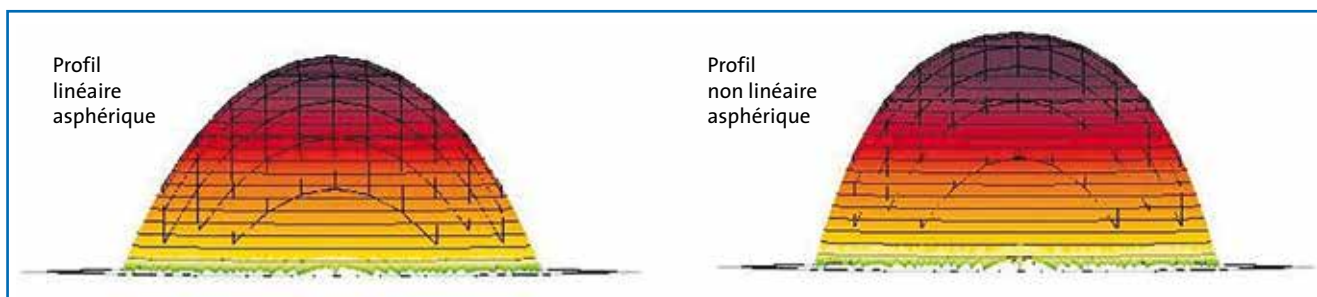 Profil
linéaire
asphérique
Profil
non linéaire
asphérique